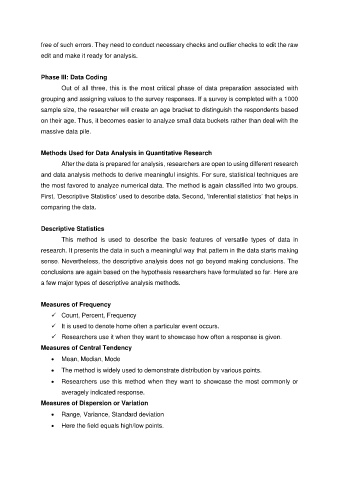 free of such errors. They need to conduct necessary checks and outlier checks to edit the raw
edit and make it ready for analysis.
Phase III: Data Coding
Out of all three, this is the most critical phase of data preparation associated with
grouping and assigning values to the survey responses. If a survey is completed with a 1000
sample size, the researcher will create an age bracket to distinguish the respondents based
on their age. Thus, it becomes easier to analyze small data buckets rather than deal with the
massive data pile.
Methods Used for Data Analysis in Quantitative Research
After the data is prepared for analysis, researchers are open to using different research
and data analysis methods to derive meaningful insights. For sure, statistical techniques are
the most favored to analyze numerical data. The method is again classified into two groups.
First, 'Descriptive Statistics' used to describe data. Second, 'Inferential statistics' that helps in
comparing the data.
Descriptive Statistics
This method is used to describe the basic features of versatile types of data in
research. It presents the data in such a meaningful way that pattern in the data starts making
sense. Nevertheless, the descriptive analysis does not go beyond making conclusions. The
conclusions are again based on the hypothesis researchers have formulated so far. Here are
a few major types of descriptive analysis methods.
Measures of Frequency
✓ Count, Percent, Frequency
✓ It is used to denote home often a particular event occurs.
✓ Researchers use it when they want to showcase how often a response is given.
Measures of Central Tendency
• Mean, Median, Mode
• The method is widely used to demonstrate distribution by various points.
• Researchers use this method when they want to showcase the most commonly or
averagely indicated response.
Measures of Dispersion or Variation
• Range, Variance, Standard deviation
• Here the field equals high/low points.